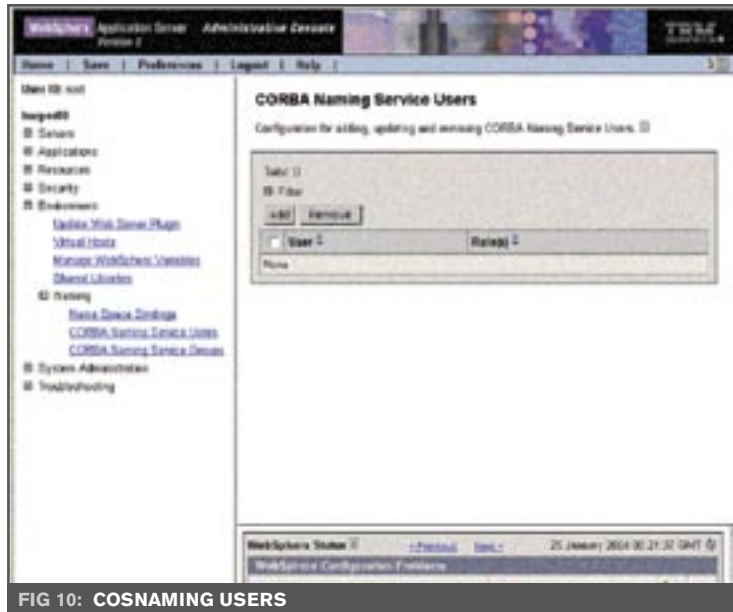 WebSphere Application Server Administrative Console
Version 5
IBM
Home | Save | Preferences | Logout | Help |
User ID: root
Servers
Applications
Resources
Security
Environment
Update Web Server Plugin
Virtual Hosts
Manage WebSphere Variables
Shared Libraries
Naming
Name Space Bindings
CORBA Naming Service Users
CORBA Naming Service Groups
System Administration
Troubleshooting
CORBA Naming Service Users
Configuration for adding, updating and removing CORBA Naming Service Users.
Total: 0
Filter
Add Remove
User Role(s)
None
WebSphere Status < Previous Next > 25 January 2004 00:21:32 GMT
WebSphere Configuration Problems
FIG 10: COSNAMING USERS